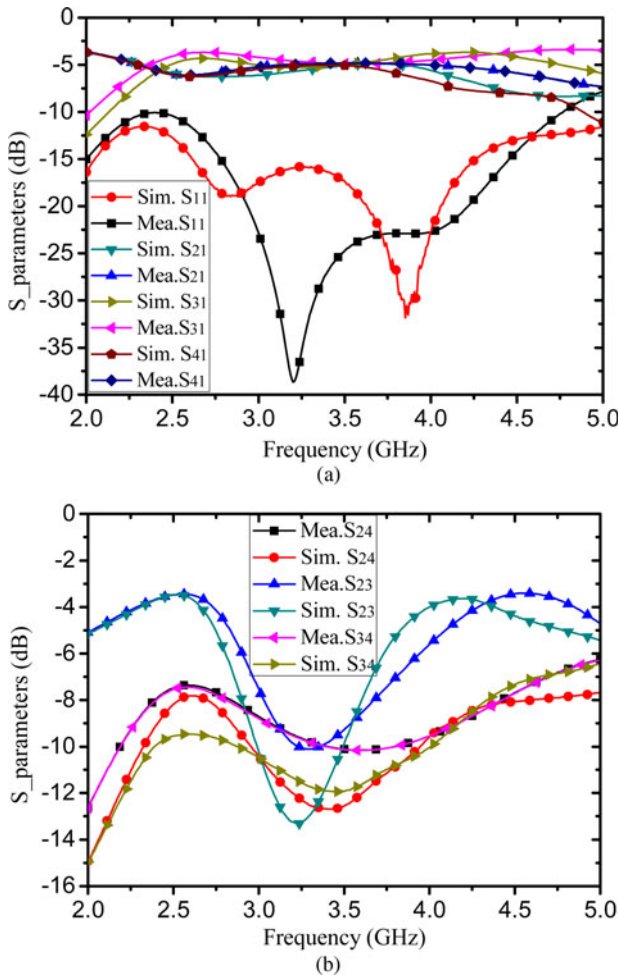 0
-5
-10
-15
-20
-25
-30
-35
-40
S_parameters (dB)
Sim. S11
Mea.S11
Sim. S21
Mea.S21
Sim. S31
Mea.S31
Sim. S41
Mea.S41
2.0 2.5 3.0 3.5 4.0 4.5 5.0
Frequency (GHz)
(a)
0
-2
-4
-6
-8
-10
-12
-14
-16
S_parameters (dB)
Mea.S24
Sim. S24
Mea.S23
Sim. S23
Mea.S34
Sim. S34
2.0 2.5 3.0 3.5 4.0 4.5 5.0
Frequency (GHz)
(b)